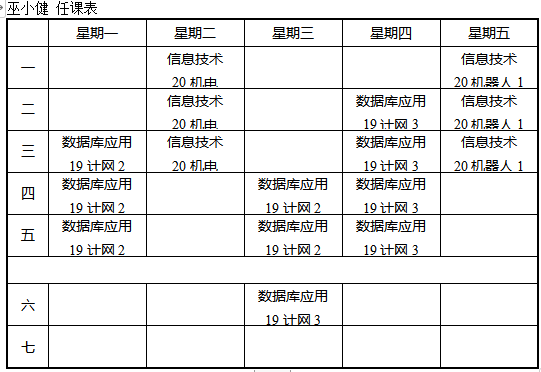 巫小健 任课表
星期一 星期二 星期三 星期四 星期五
一 信息技术 信息技术
20 机电 20 机器人 1
二 信息技术 数据库应用 信息技术
20 机电 19 计网 3 20 机器人 1
三 数据库应用 信息技术 数据库应用 信息技术
19 计网 2 20 机电 19 计网 3 20 机器人 1
四 数据库应用 数据库应用 数据库应用
19 计网 2 19 计网 2 19 计网 3
五 数据库应用 数据库应用 数据库应用
19 计网 2 19 计网 2 19 计网 3
六 数据库应用
19 计网 3
七